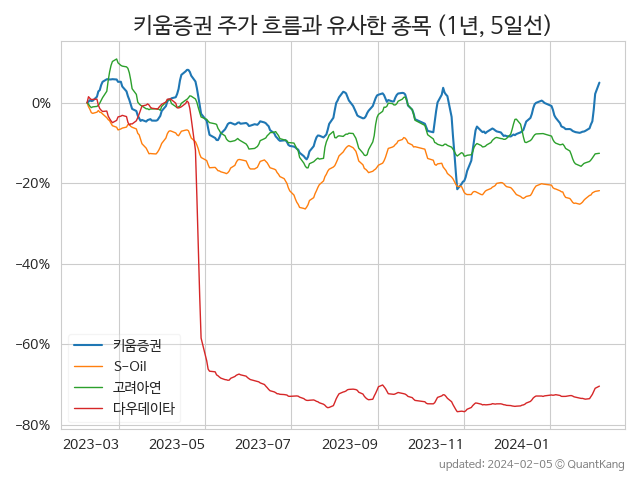 키움증권 주가 흐름과 유사한 종목 (1년, 5일선)
0%
−20%
−40%
−60%
−80%
키움증권
S-Oil
고려아연
다우데이타
2023-03 2023-05 2023-07 2023-09 2023-11 2024-01
updated: 2024-02-05 © QuantKang